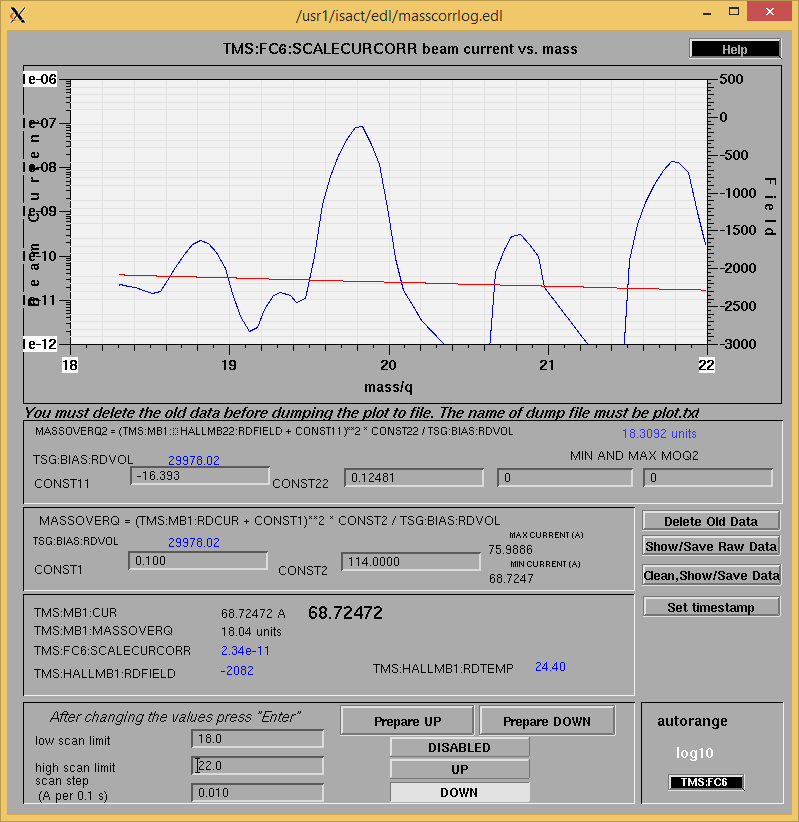 /usr1/isact/edl/masscorrlog.edl
TMS:FC6:SCALECURCORR beam current vs. mass
Help
1e-06
1e-07
1e-08
1e-09
1e-10
1e-11
1e-12
Beam Current
500
0
-500
-1000
-1500
-2000
-2500
-3000
Field
18 19 20 21 22
mass/q
You must delete the old data before dumping the plot to file. The name of dump file must be plot.txt
MASSOVERQ2 = (TMS:MB1: HALLMB22:RDFIELD + CONST11)**2 * CONST22 / TSG:BIAS:RDVOL
18.3092 units
TSG:BIAS:RDVOL 29978.02
MIN AND MAX MOQ2
CONST11 -16.393 CONST22 0.12481 0 0
MASSOVERQ = (TMS:MB1:RDCUR + CONST1)**2 * CONST2 / TSG:BIAS:RDVOL
TSG:BIAS:RDVOL 29978.02
MAX CURRENT (A)
75.9886
MIN CURRENT (A)
68.7247
CONST1 0.100 CONST2 114.0000
Delete Old Data
Show/Save Raw Data
Clean,Show/Save Data
Set timestamp
TMS:MB1:CUR 68.72472 A 68.72472
TMS:MB1:MASSOVERQ 18.04 units
TMS:FC6:SCALECURCORR 2.34e-11
TMS:HALLMB1:RDFIELD -2082
TMS:HALLMB1:RDTEMP 24.40
After changing the values press "Enter"
low scan limit 18.0
high scan limit 22.0
scan step
(A per 0.1 s) 0.010
Prepare UP
Prepare DOWN
DISABLED
UP
DOWN
autorange
log10
TMS:FC6